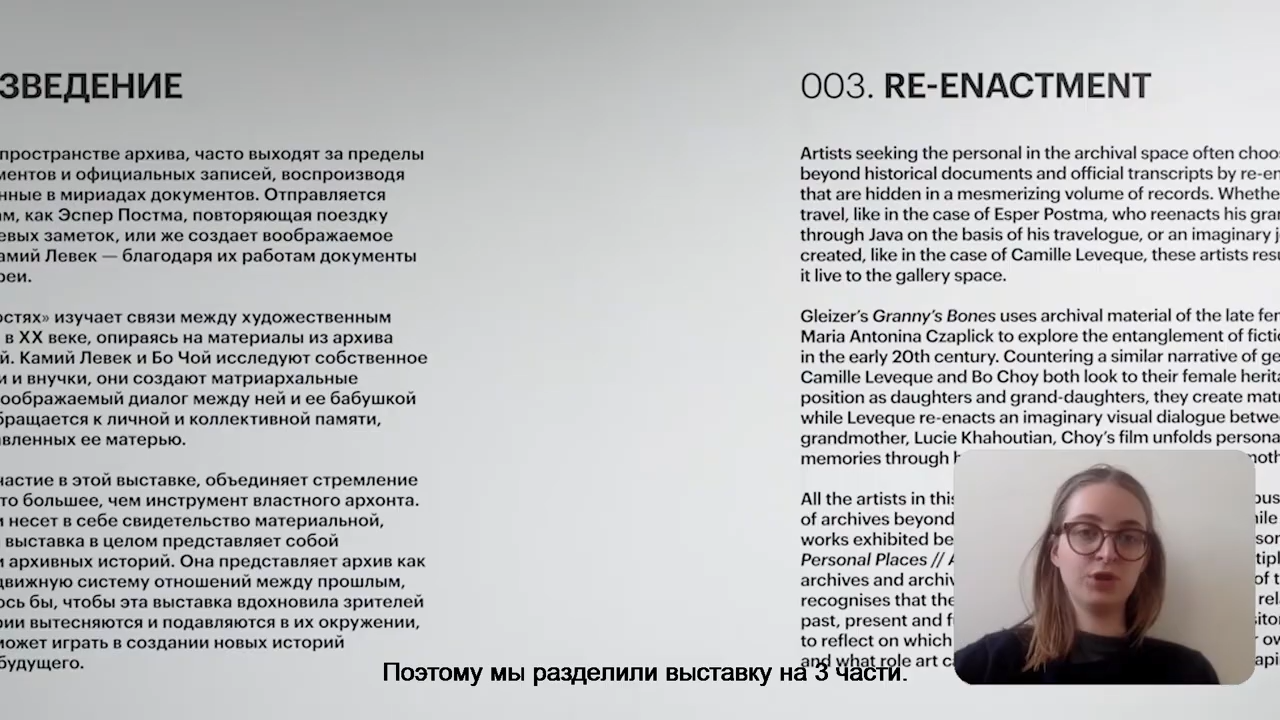 ЗВЕДЕНИЕ
пространстве архива, часто выходят за пределы
ментов и официальных записей, воспроизводя
нные в мириадах документов. Отправляется
ам, как Эспер Постма, повторяющая поездку
евых заметок, или же создает воображаемое
амий Левек — благодаря их работам документы
реи.
остях» изучает связи между художественным
в XX веке, опираясь на материалы из архива
й. Камий Левек и Бо Чой исследуют собственное
и и внучки, они создают матриархальные
оображаемый диалог между ней и ее бабушкой
бращается к личной и коллективной памяти,
авленных ее матерью.
частие в этой выставке, объединяет стремление
то большее, чем инструмент властного архонта.
и несет в себе свидетельство материальной,
выставка в целом представляет собой
и архивных историй. Она представляет архив как
движную систему отношений между прошлым,
ось бы, чтобы эта выставка вдохновила зрителей
рии вытесняются и подавляются в их окружении,
может играть в создании новых историй
будущего.
003. RE-ENACTMENT
Artists seeking the personal in the archival space often choo
beyond historical documents and official transcripts by re-en
that are hidden in a mesmerizing volume of records. Whethe
travel, like in the case of Esper Postma, who reenacts his gran
through Java on the basis of his travelogue, or an imaginary j
created, like in the case of Camille Leveque, these artists resu
it live to the gallery space.
Gleizer's Granny's Bones uses archival material of the late fem
Maria Antonina Czaplick to explore the entanglement of fictio
in the early 20th century. Countering a similar narrative of ge
Camille Leveque and Bo Choy both look to their female herita
position as daughters and grand-daughters, they create matr
while Leveque re-enacts an imaginary visual dialogue betwe
grandmother, Lucie Khahoutian, Choy's film unfolds persona
memories through h moth
All the artists in this
of archives beyond
works exhibited be
Personal Places // A
archives and archiv
recognises that the
past, present and f
to reflect on which
and what role art ca
Поэтому мы разделили выставку на 3 части.